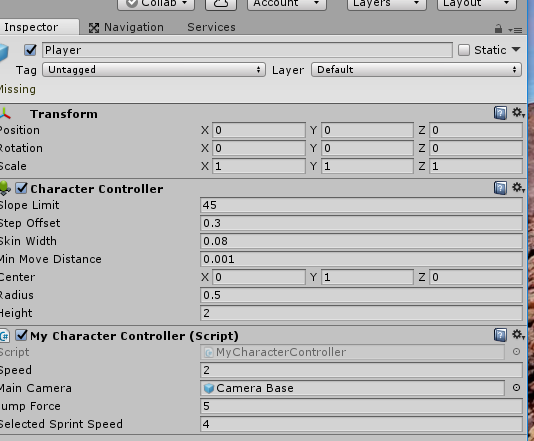 Collab Account Layers Layout
Inspector Navigation Services
Player Static
Tag Untagged Layer Default
Missing
Transform
Position X 0 Y 0 Z 0
Rotation X 0 Y 0 Z 0
Scale X 1 Y 1 Z 1
Character Controller
Slope Limit 45
Step Offset 0.3
Skin Width 0.08
Min Move Distance 0.001
Center X 0 Y 1 Z 0
Radius 0.5
Height 2
My Character Controller (Script)
Script MyCharacterController
Speed 2
Main Camera Camera Base
Jump Force 5
Selected Sprint Speed 4